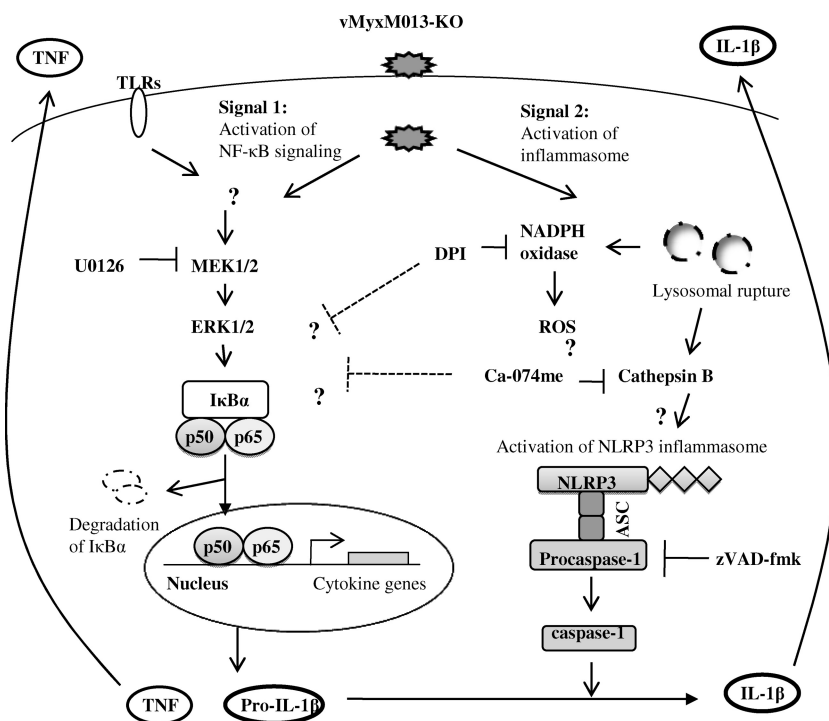 vMyxM013-KO
TNF
IL-1β
TLRs
Signal 1:
Activation of
NF-κB signaling
Signal 2:
Activation of
inflammasome
?
U0126
MEK1/2
DPI
NADPH
oxidase
Lysosomal rupture
ERK1/2
?
ROS
?
?
Ca-074me
Cathepsin B
IκBα
p50
p65
?
Activation of NLRP3 inflammasome
NLRP3
ASC
Degradation
of IκBα
p50
p65
Nucleus
Cytokine genes
Procaspase-1
zVAD-fmk
caspase-1
TNF
Pro-IL-1β
IL-1β